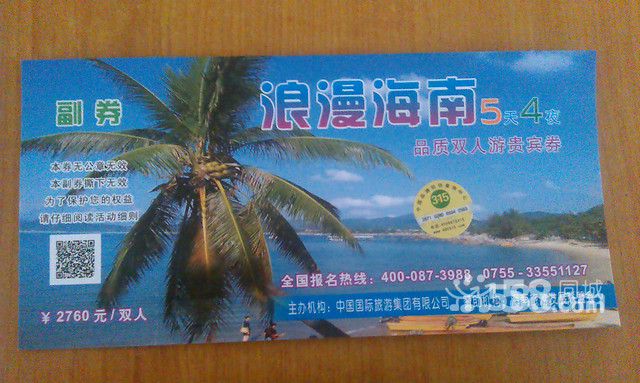 副券
浪漫海南5天4夜
品质双人游贵宾券
本券无公章无效
本副券撕下无效
为了保护您的权益
请仔细阅读活动细则
315
全国报名热线：400-087-3988 0755-33551127
¥ 2760 元/双人
主办机构：中国国际旅游集团有限公司
58同城